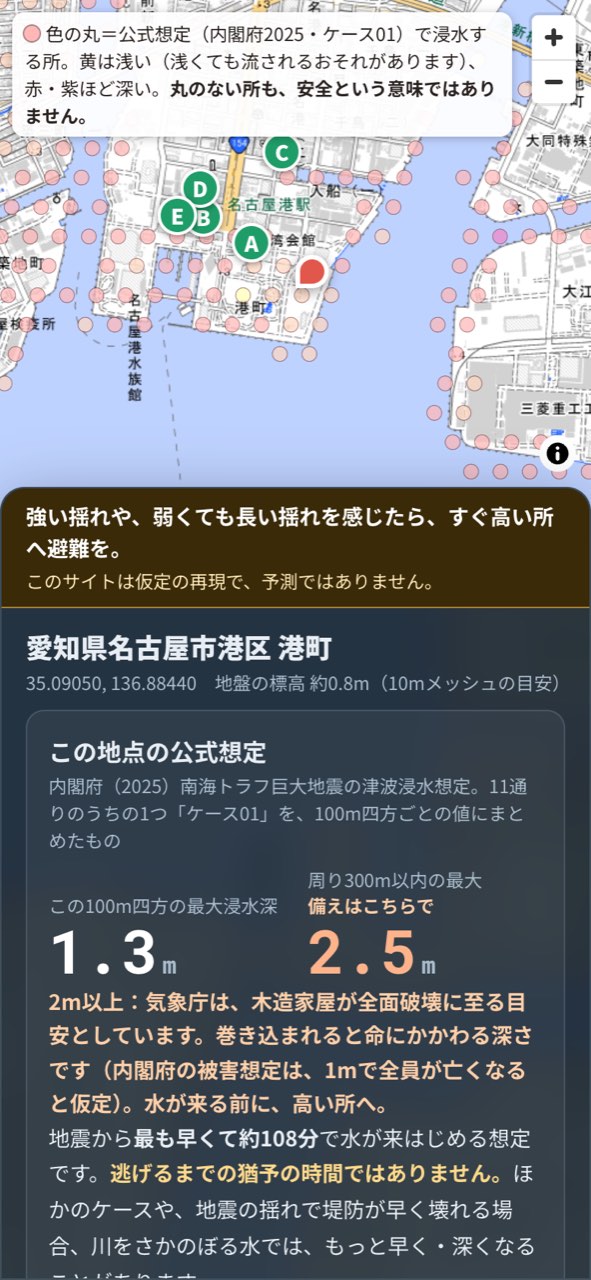 色の丸＝公式想定（内閣府2025・ケース01）で浸水す
る所。黄は浅い（浅くても流されるおそれがあります）、
赤・紫ほど深い。丸のない所も、安全という意味ではあり
ません。
+
−
154
C
大同特殊
D
入船
E
B
名古屋港駅
A
湾会館
築地町
大江
港町
名古屋港水族館
三菱重工
i
強い揺れや、弱くても長い揺れを感じたら、すぐ高い所
へ避難を。
このサイトは仮定の再現で、予測ではありません。
愛知県名古屋市港区 港町
35.09050, 136.88440　地盤の標高 約0.8m（10mメッシュの目安）
この地点の公式想定
内閣府（2025）南海トラフ巨大地震の津波浸水想定。11通
りのうちの1つ「ケース01」を、100m四方ごとの値にまと
めたもの
この100m四方の最大浸水深
1.3m
周り300m以内の最大
備えはこちらで
2.5m
2m以上：気象庁は、木造家屋が全面破壊に至る目
安としています。巻き込まれると命にかかわる深さ
です（内閣府の被害想定は、1mで全員が亡くなる
と仮定）。水が来る前に、高い所へ。
地震から最も早くて約108分で水が来はじめる想定
です。逃げるまでの猶予の時間ではありません。ほ
かのケースや、地震の揺れで堤防が早く壊れる場
合、川をさかのぼる水では、もっと早く・深くなる
ことがあります